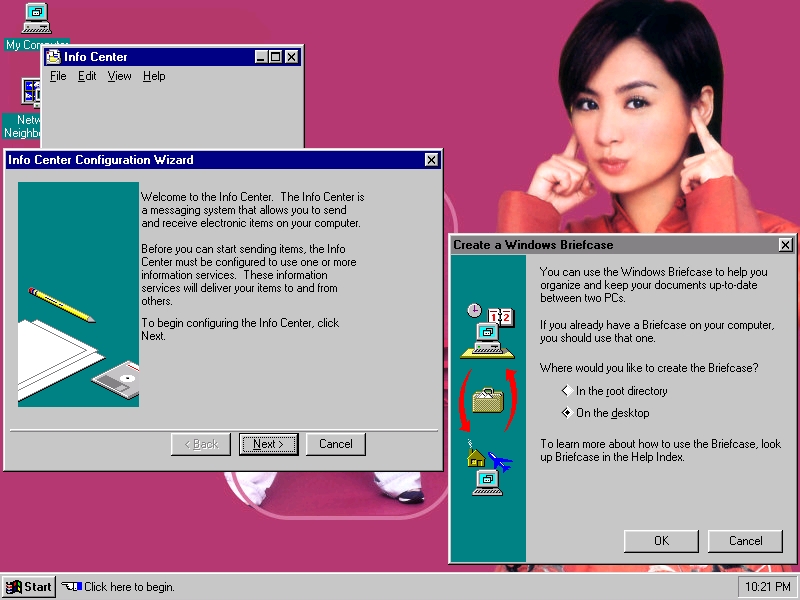 My Computer
Info Center
File Edit View Help
Info Center Configuration Wizard
Welcome to the Info Center. The Info Center is
a messaging system that allows you to send
and receive electronic items on your computer.
Before you can start sending items, the Info
Center must be configured to use one or more
information services. These information
services will deliver your items to and from
others.
To begin configuring the Info Center, click
Next.
< Back
Next >
Cancel
Create a Windows Briefcase
You can use the Windows Briefcase to help you
organize and keep your documents up-to-date
between two PCs.
If you already have a Briefcase on your computer,
you should use that one.
Where would you like to create the Briefcase?
In the root directory
On the desktop
To learn more about how to use the Briefcase, look
up Briefcase in the Help Index.
OK
Cancel
1 2
Start
Click here to begin.
10:21 PM